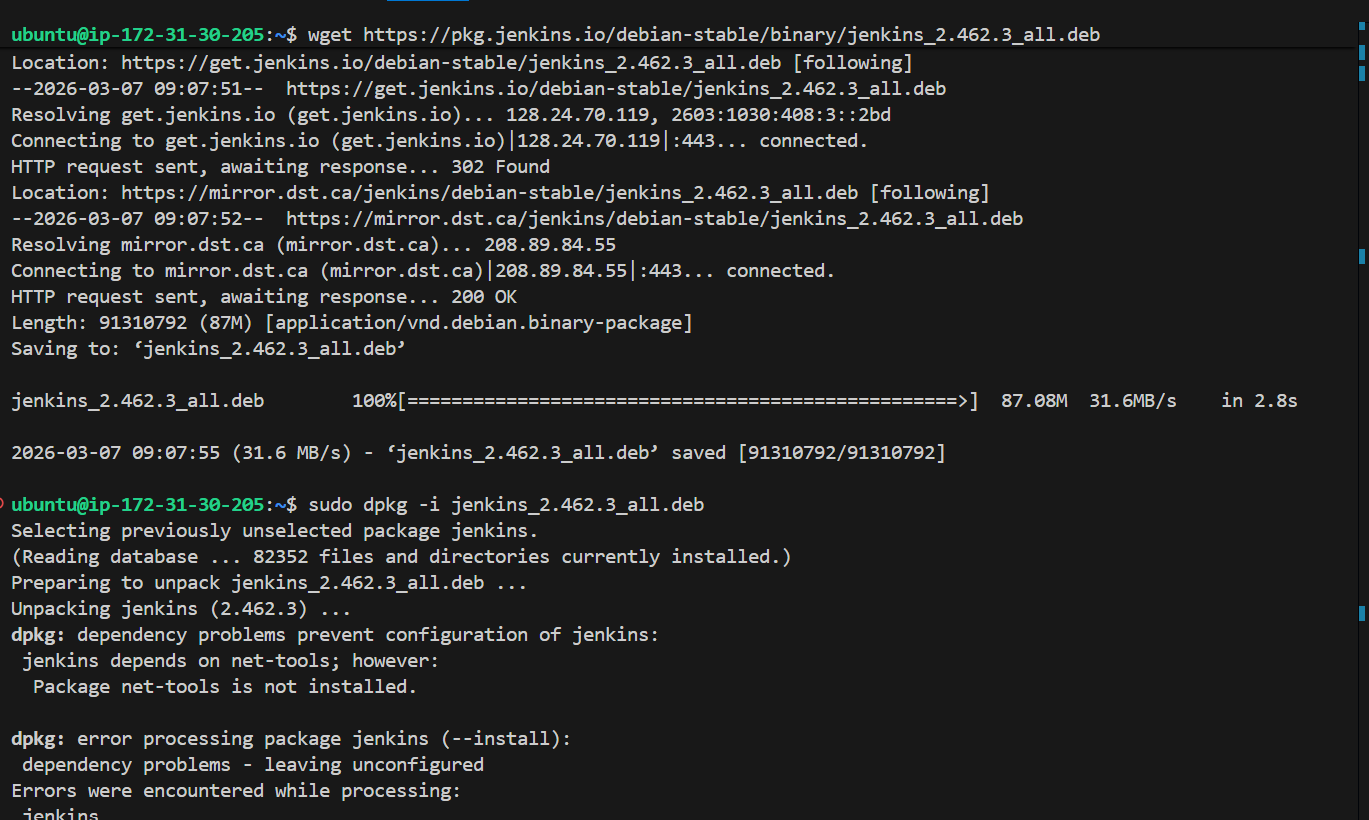 ubuntu@ip-172-31-30-205:~$ wget https://pkg.jenkins.io/debian-stable/binary/jenkins_2.462.3_all.deb
Location: https://get.jenkins.io/debian-stable/jenkins_2.462.3_all.deb [following]
--2026-03-07 09:07:51--  https://get.jenkins.io/debian-stable/jenkins_2.462.3_all.deb
Resolving get.jenkins.io (get.jenkins.io)... 128.24.70.119, 2603:1030:408:3::2bd
Connecting to get.jenkins.io (get.jenkins.io)|128.24.70.119|:443... connected.
HTTP request sent, awaiting response... 302 Found
Location: https://mirror.dst.ca/jenkins/debian-stable/jenkins_2.462.3_all.deb [following]
--2026-03-07 09:07:52--  https://mirror.dst.ca/jenkins/debian-stable/jenkins_2.462.3_all.deb
Resolving mirror.dst.ca (mirror.dst.ca)... 208.89.84.55
Connecting to mirror.dst.ca (mirror.dst.ca)|208.89.84.55|:443... connected.
HTTP request sent, awaiting response... 200 OK
Length: 91310792 (87M) [application/vnd.debian.binary-package]
Saving to: ‘jenkins_2.462.3_all.deb’
jenkins_2.462.3_all.deb        100%[==================================================>]  87.08M  31.6MB/s    in 2.8s
2026-03-07 09:07:55 (31.6 MB/s) - ‘jenkins_2.462.3_all.deb’ saved [91310792/91310792]
ubuntu@ip-172-31-30-205:~$ sudo dpkg -i jenkins_2.462.3_all.deb
Selecting previously unselected package jenkins.
(Reading database ... 82352 files and directories currently installed.)
Preparing to unpack jenkins_2.462.3_all.deb ...
Unpacking jenkins (2.462.3) ...
dpkg: dependency problems prevent configuration of jenkins:
 jenkins depends on net-tools; however:
  Package net-tools is not installed.
dpkg: error processing package jenkins (--install):
 dependency problems - leaving unconfigured
Errors were encountered while processing:
 jenkins